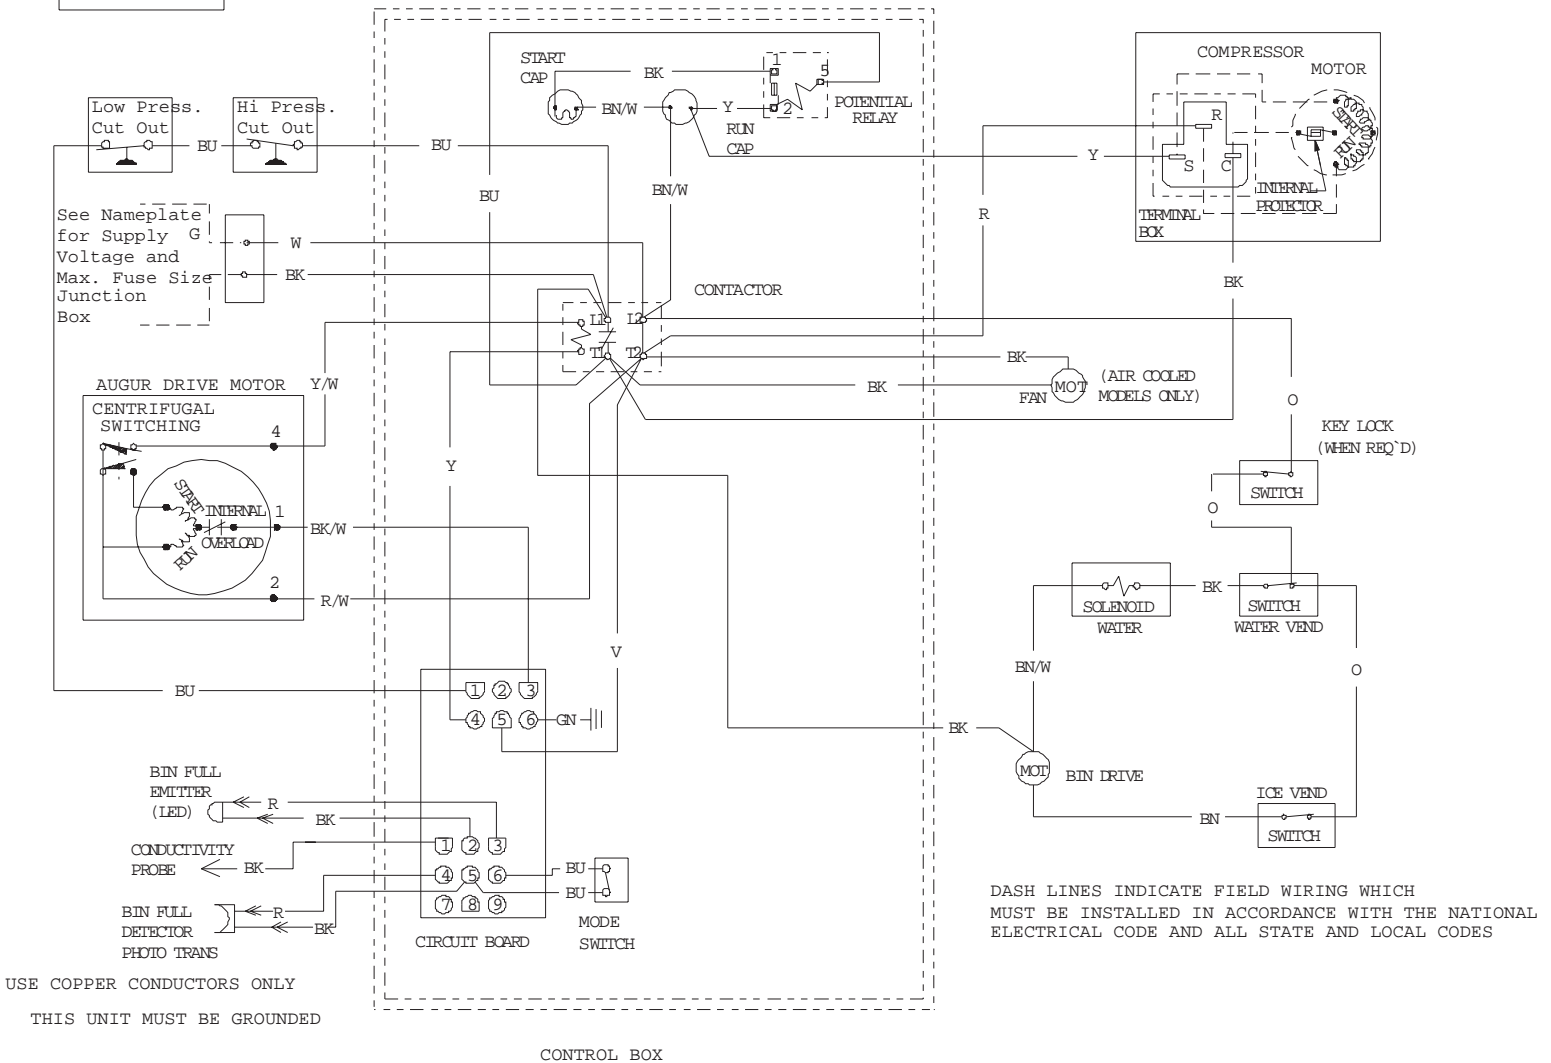 START
CAP
BK
1
5
2
BN/W
Y
RUN
CAP
POTENTIAL
RELAY
COMPRESSOR
MOTOR
START
RUN
R
S
C
INTERNAL
PROTECTOR
TERMINAL
BOX
Low Press.
Cut Out
BU
Hi Press.
Cut Out
BU
BU
BN/W
Y
R
BK
See Nameplate
for Supply G
Voltage and
Max. Fuse Size
Junction
Box
W
BK
CONTACTOR
L1
L2
T1
T2
BK
BK
MOT
FAN
(AIR COOLED
MODELS ONLY)
O
KEY LOCK
(WHEN REQ`D)
SWITCH
O
AUGUR DRIVE MOTOR
Y/W
CENTRIFUGAL
SWITCHING
4
START
INTERNAL
1
OVERLOAD
RUN
2
BK/W
R/W
Y
V
SOLENOID
WATER
BK
SWITCH
WATER VEND
BN/W
O
BU
1 2 3
4 5 6
GN
BK
MOT
BIN DRIVE
ICE VEND
BN
SWITCH
BIN FULL
EMITTER
(LED)
R
BK
CONDUCTIVITY
PROBE
BK
1 2 3
4 5 6
7 8 9
BU
BU
BIN FULL
DETECTOR
PHOTO TRANS
R
BK
CIRCUIT BOARD
MODE
SWITCH
DASH LINES INDICATE FIELD WIRING WHICH
MUST BE INSTALLED IN ACCORDANCE WITH THE NATIONAL
ELECTRICAL CODE AND ALL STATE AND LOCAL CODES
USE COPPER CONDUCTORS ONLY
THIS UNIT MUST BE GROUNDED
CONTROL BOX